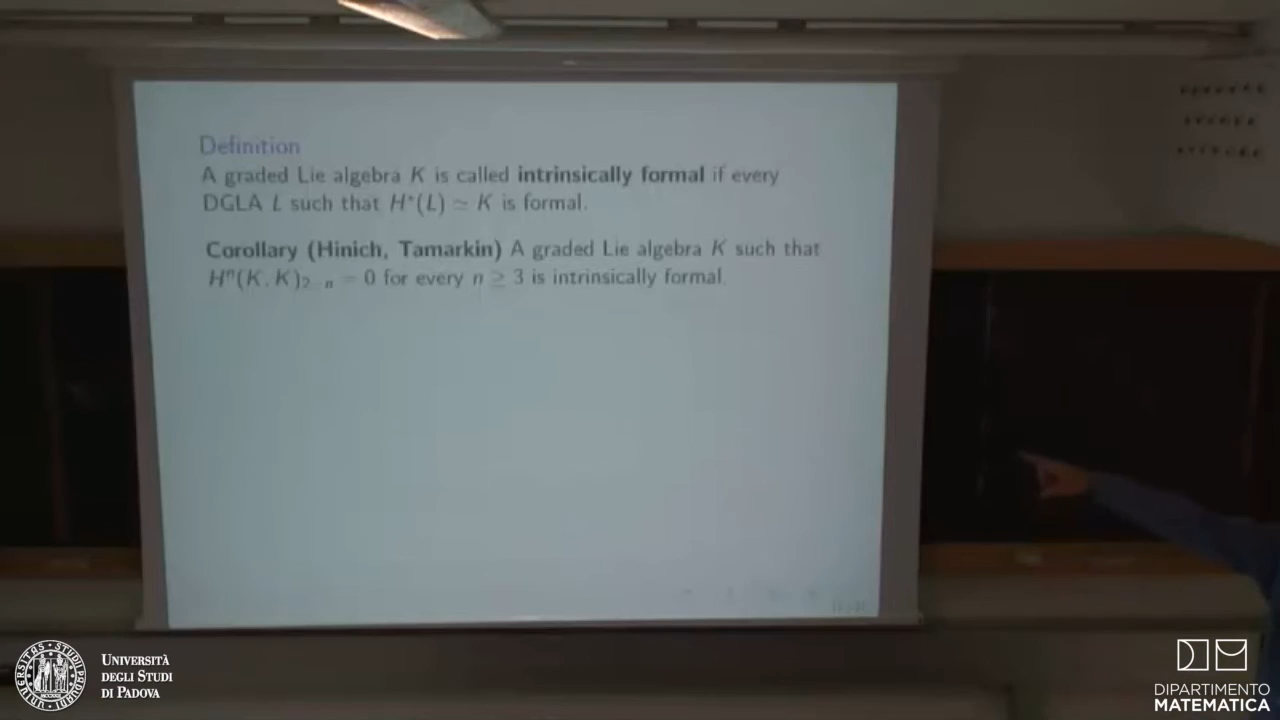 Definition
A graded Lie algebra K is called intrinsically formal if every
DGLA L such that H*(L) ≃ K is formal.
Corollary (Hinich, Tamarkin) A graded Lie algebra K such that
Hⁿ(K, K)₂₋ₙ = 0 for every n ≥ 3 is intrinsically formal.
UNIVERSITÀ
DEGLI STUDI
DI PADOVA
DIPARTIMENTO
MATEMATICA